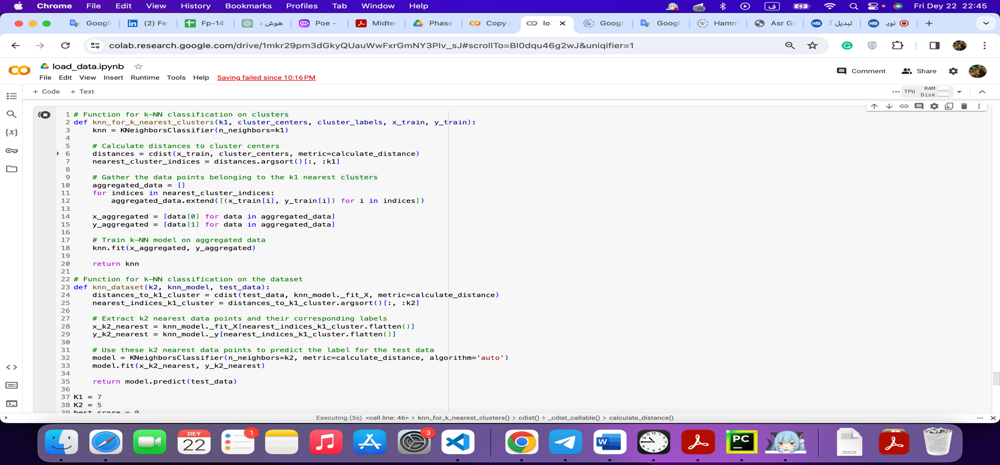 Chrome File Edit View History Bookmarks Profiles Tab Window Help .66 ف Fri Dey 22 22:45
Googl (2) Fe Fp-14 هوش Poe - Midter Phase Copy lo Googl Googl Hamm Asr Gc تبدیل نوی
colab.research.google.com/drive/1mkr29pm3dGkyQUauWwFxrGmNY3PIv_sJ#scrollTo=BI0dqu46g2wJ&uniqifier=1
load_data.ipynb
Comment Share
File Edit View Insert Runtime Tools Help Saving failed since 10:16 PM
+ Code + Text
TPU RAM
Disk
1 # Function for k-NN classification on clusters
2 def knn_for_k_nearest_clusters(k1, cluster_centers, cluster_labels, x_train, y_train):
3 knn = KNeighborsClassifier(n_neighbors=k1)
4
5 # Calculate distances to cluster centers
6 distances = cdist(x_train, cluster_centers, metric=calculate_distance)
7 nearest_cluster_indices = distances.argsort()[:, :k1]
8
9 # Gather the data points belonging to the k1 nearest clusters
10 aggregated_data = []
11 for indices in nearest_cluster_indices:
12 aggregated_data.extend([(x_train[i], y_train[i]) for i in indices])
13
14 x_aggregated = [data[0] for data in aggregated_data]
15 y_aggregated = [data[1] for data in aggregated_data]
16
17 # Train k-NN model on aggregated data
18 knn.fit(x_aggregated, y_aggregated)
19
20 return knn
21
22 # Function for k-NN classification on the dataset
23 def knn_dataset(k2, knn_model, test_data):
24 distances_to_k1_cluster = cdist(test_data, knn_model._fit_X, metric=calculate_distance)
25 nearest_indices_k1_cluster = distances_to_k1_cluster.argsort()[:, :k2]
26
27 # Extract k2 nearest data points and their corresponding labels
28 x_k2_nearest = knn_model._fit_X[nearest_indices_k1_cluster.flatten()]
29 y_k2_nearest = knn_model._y[nearest_indices_k1_cluster.flatten()]
30
31 # Use these k2 nearest data points to predict the label for the test data
32 model = KNeighborsClassifier(n_neighbors=k2, metric=calculate_distance, algorithm='auto')
33 model.fit(x_k2_nearest, y_k2_nearest)
34
35 return model.predict(test_data)
36
37 K1 = 7
38 K2 = 5
39 best_score = 0
Executing (3s) <cell line: 46> > knn_for_k_nearest_clusters() > cdist() > _cdist_callable() > calculate_distance()
DEY
22
1
3
W
PC
DOCX